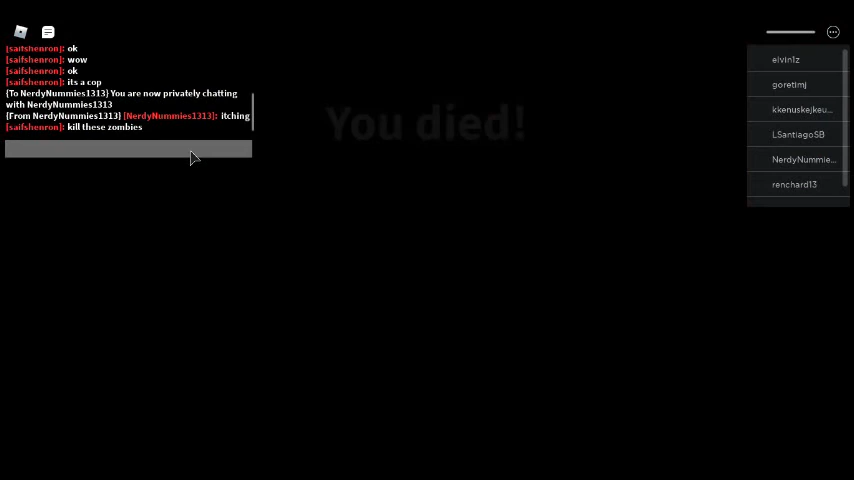 [saifshenron]: ok
[saifshenron]: wow
[saifshenron]: ok
[saifshenron]: its a cop
{To NerdyNummies1313} You are now privately chatting
with NerdyNummies1313
{From NerdyNummies1313} [NerdyNummies1313]: itching
[saifshenron]: kill these zombies
You died!
elvin1z
goretimj
kkenuskejkeu...
LSantiagoSB
NerdyNummie...
renchard13